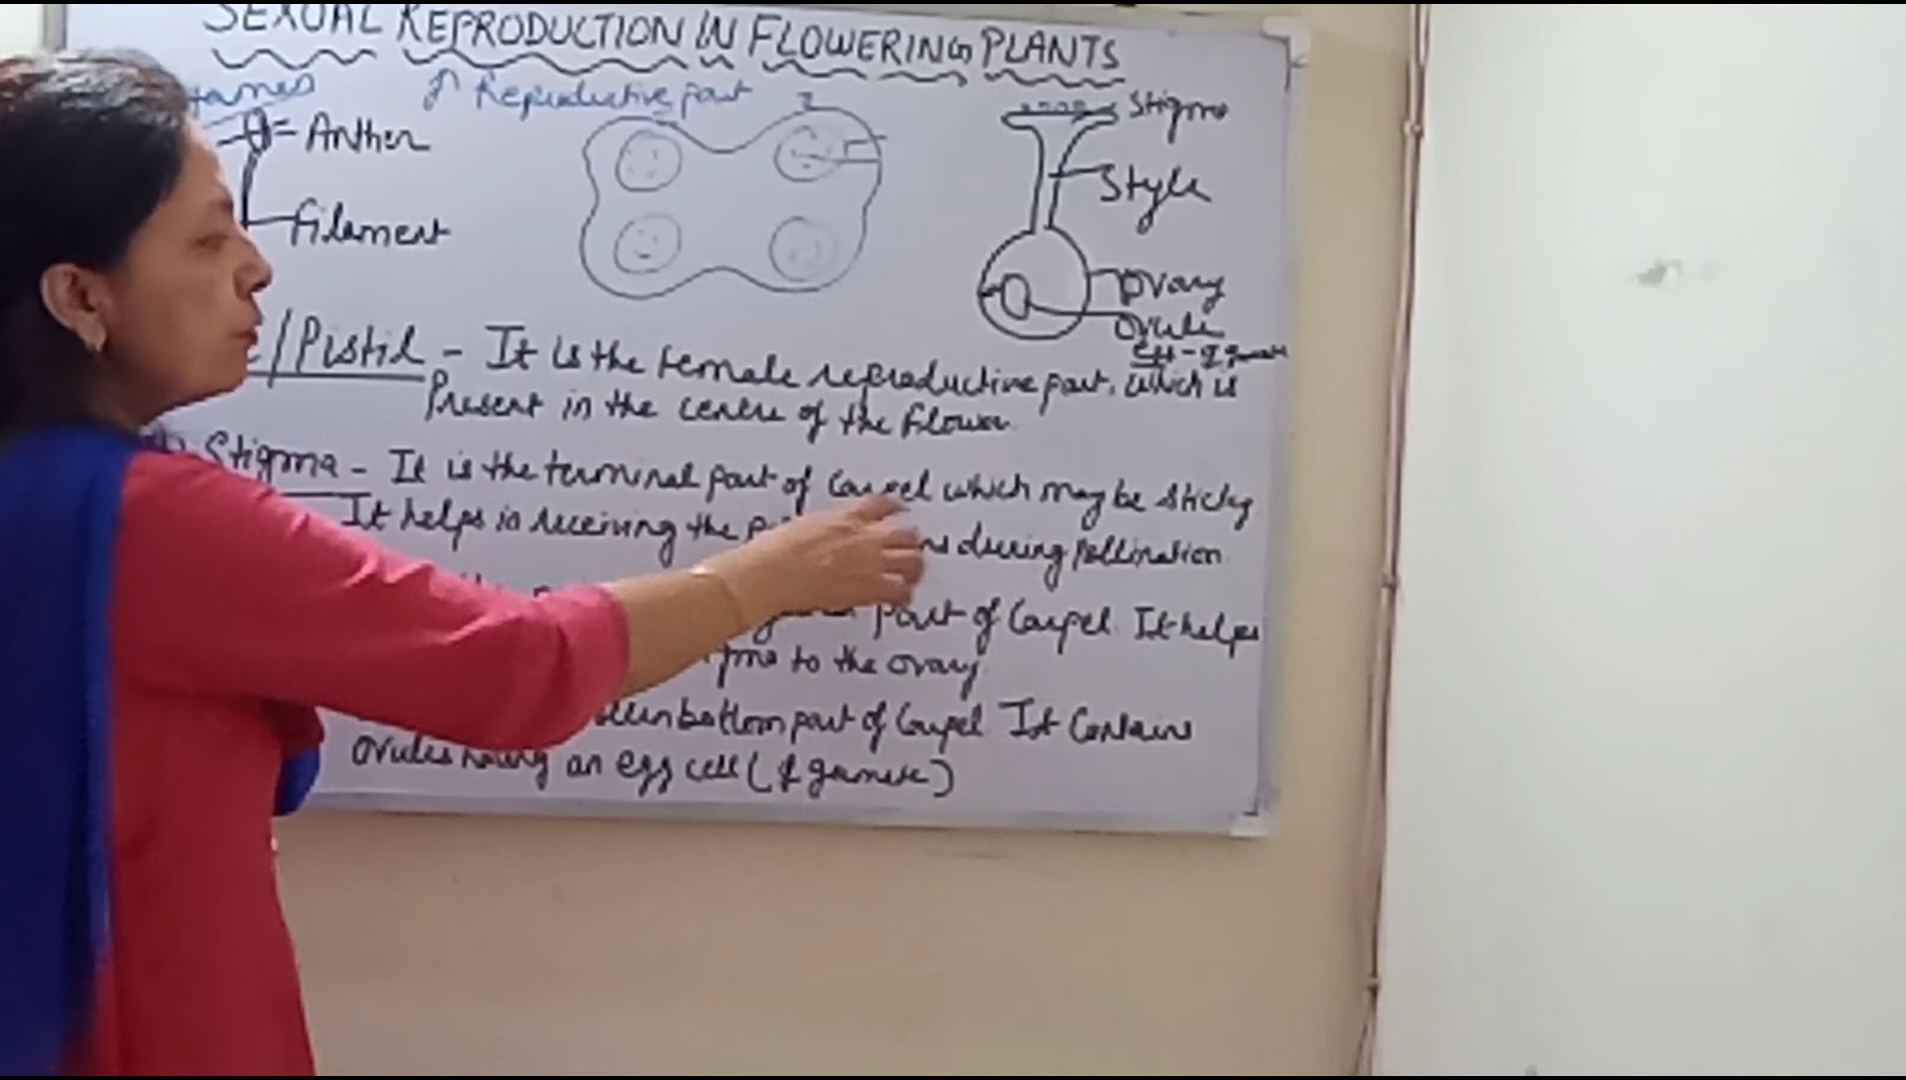 SEXUAL REPRODUCTION IN FLOWERING PLANTS
Reproductive part
Anther
Filament
Stigma
Style
Ovary
Ovule
/Pistil - It is the female reproductive part, which is
Present in the centre of the flower.
Stigma - It is the terminal part of Carpel which may be sticky
It helps in receiving the during pollination
part of Carpel. It helps
to the ovary
bottom part of Carpel It Contains
Ovules having an egg cell (♀ gamete)